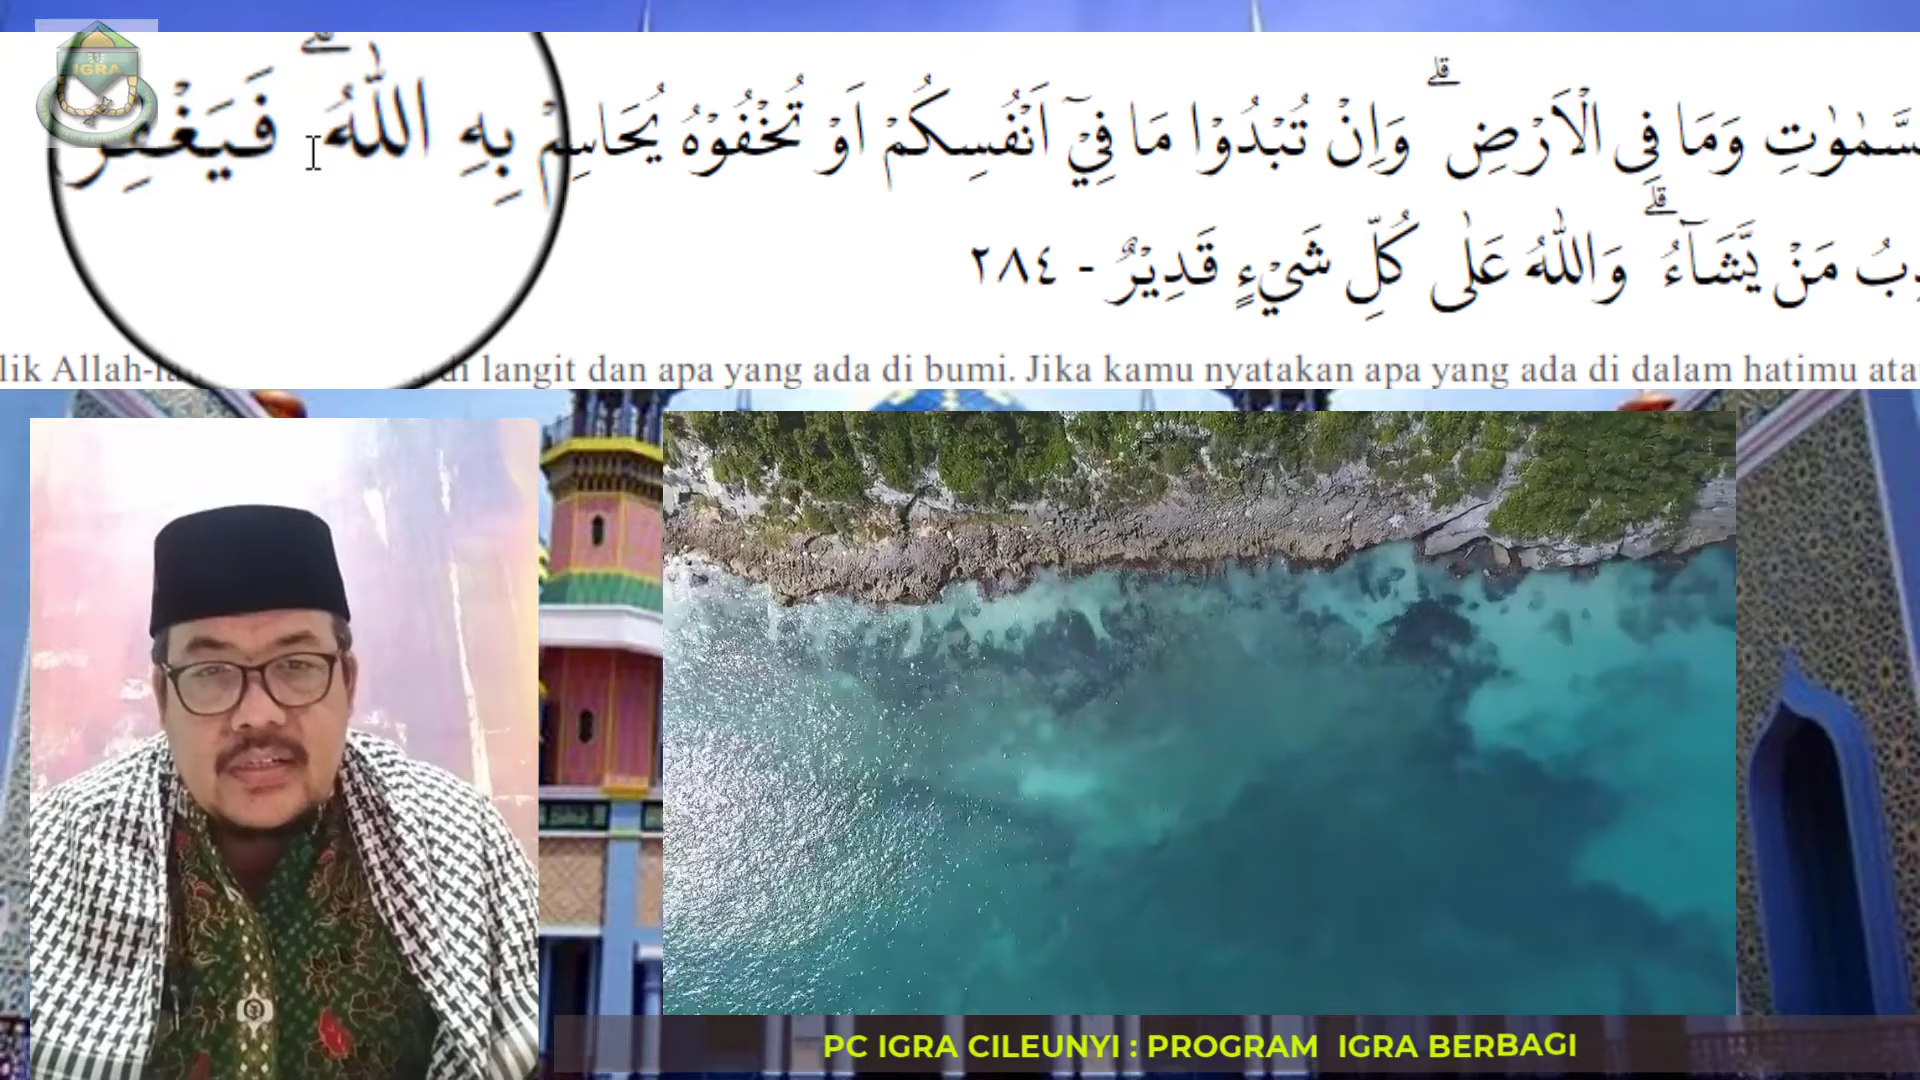 IGRA
وَمَا فِى الْاَرْضِ ۗ وَاِنْ تُبْدُوْا مَا فِيْٓ اَنْفُسِكُمْ اَوْ تُخْفُوْهُ يُحَاسِ بِهِ اللّٰهُ ۗ فَيَغْفِرُ
مَنْ يَّشَاۤءُ ۗ وَاللّٰهُ عَلٰى كُلِّ شَيْءٍ قَدِيْرٌ - ٢٨٤
lik Allah- di langit dan apa yang ada di bumi. Jika kamu nyatakan apa yang ada di dalam hatimu ata
PC IGRA CILEUNYI : PROGRAM IGRA BERBAGI